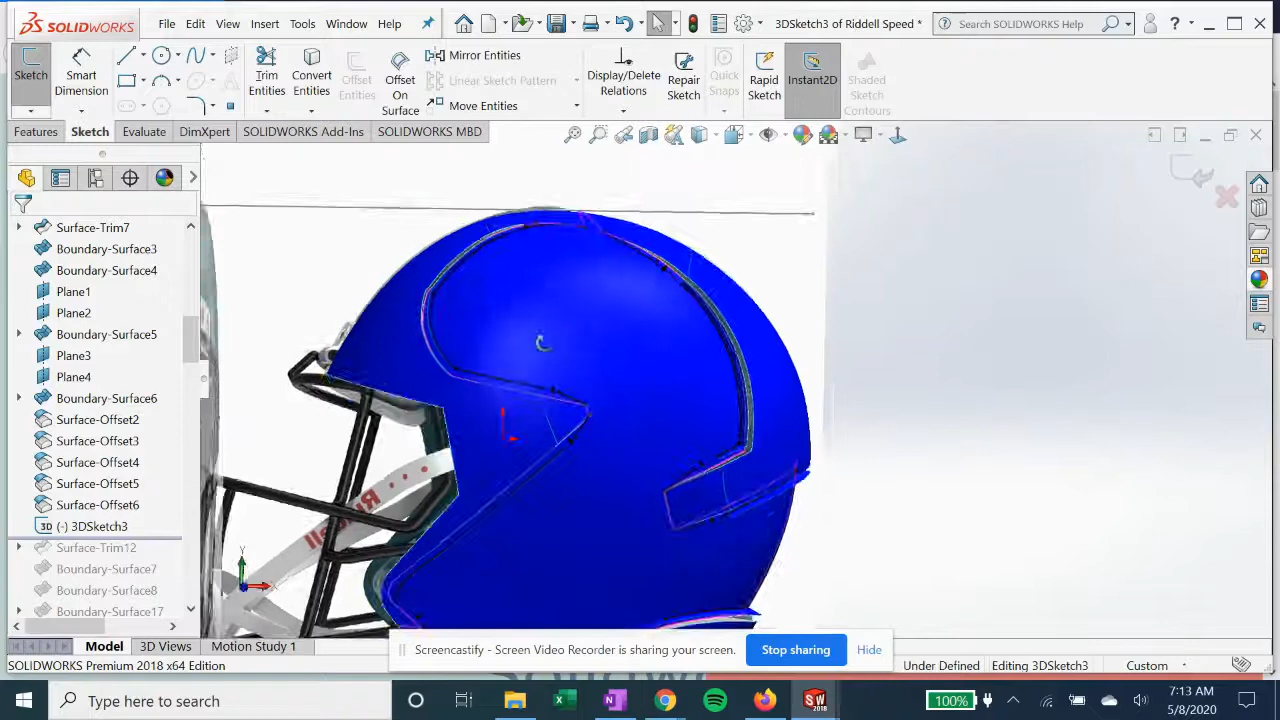 SOLIDWORKS File Edit View Insert Tools Window Help 3DSketch3 of Riddell Speed * Search SOLIDWORKS Help
Sketch Smart Dimension Trim Entities Convert Entities Offset Entities Offset On Surface Mirror Entities Linear Sketch Pattern Move Entities Display/Delete Relations Repair Sketch Quick Snaps Rapid Sketch Instant2D Shaded Sketch Contours
Features Sketch Evaluate DimXpert SOLIDWORKS Add-Ins SOLIDWORKS MBD
Surface-Trim7
Boundary-Surface3
Boundary-Surface4
Plane1
Plane2
Boundary-Surface5
Plane3
Plane4
Boundary-Surface6
Surface-Offset2
Surface-Offset3
Surface-Offset4
Surface-Offset5
Surface-Offset6
3D (-) 3DSketch3
Surface-Trim12
Boundary-Surface7
Boundary-Surface8
Boundary-Surface17
Riddell
Y
Model 3D Views Motion Study 1
Screencastify - Screen Video Recorder is sharing your screen. Stop sharing Hide
SOLIDWORKS Premium 2018 x64 Edition Under Defined Editing 3DSketch3 Custom
Type here to search 100% 7:13 AM
5/8/2020